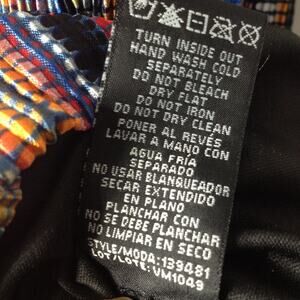 TURN INSIDE OUT
HAND WASH COLD
SEPARATELY
DO NOT BLEACH
DRY FLAT
DO NOT IRON
DO NOT DRY CLEAN
PONER AL REVÉS
LAVAR A MANO CON
AGUA FRÍA
SEPARADO
NO USAR BLANQUEADOR
SECAR EXTENDIDO
EN PLANO
PLANCHAR CON
NO SE DEBE PLANCHAR
NO LIMPIAR EN SECO
STYLE/MODA:139481
LOT/LOTE:VM1049